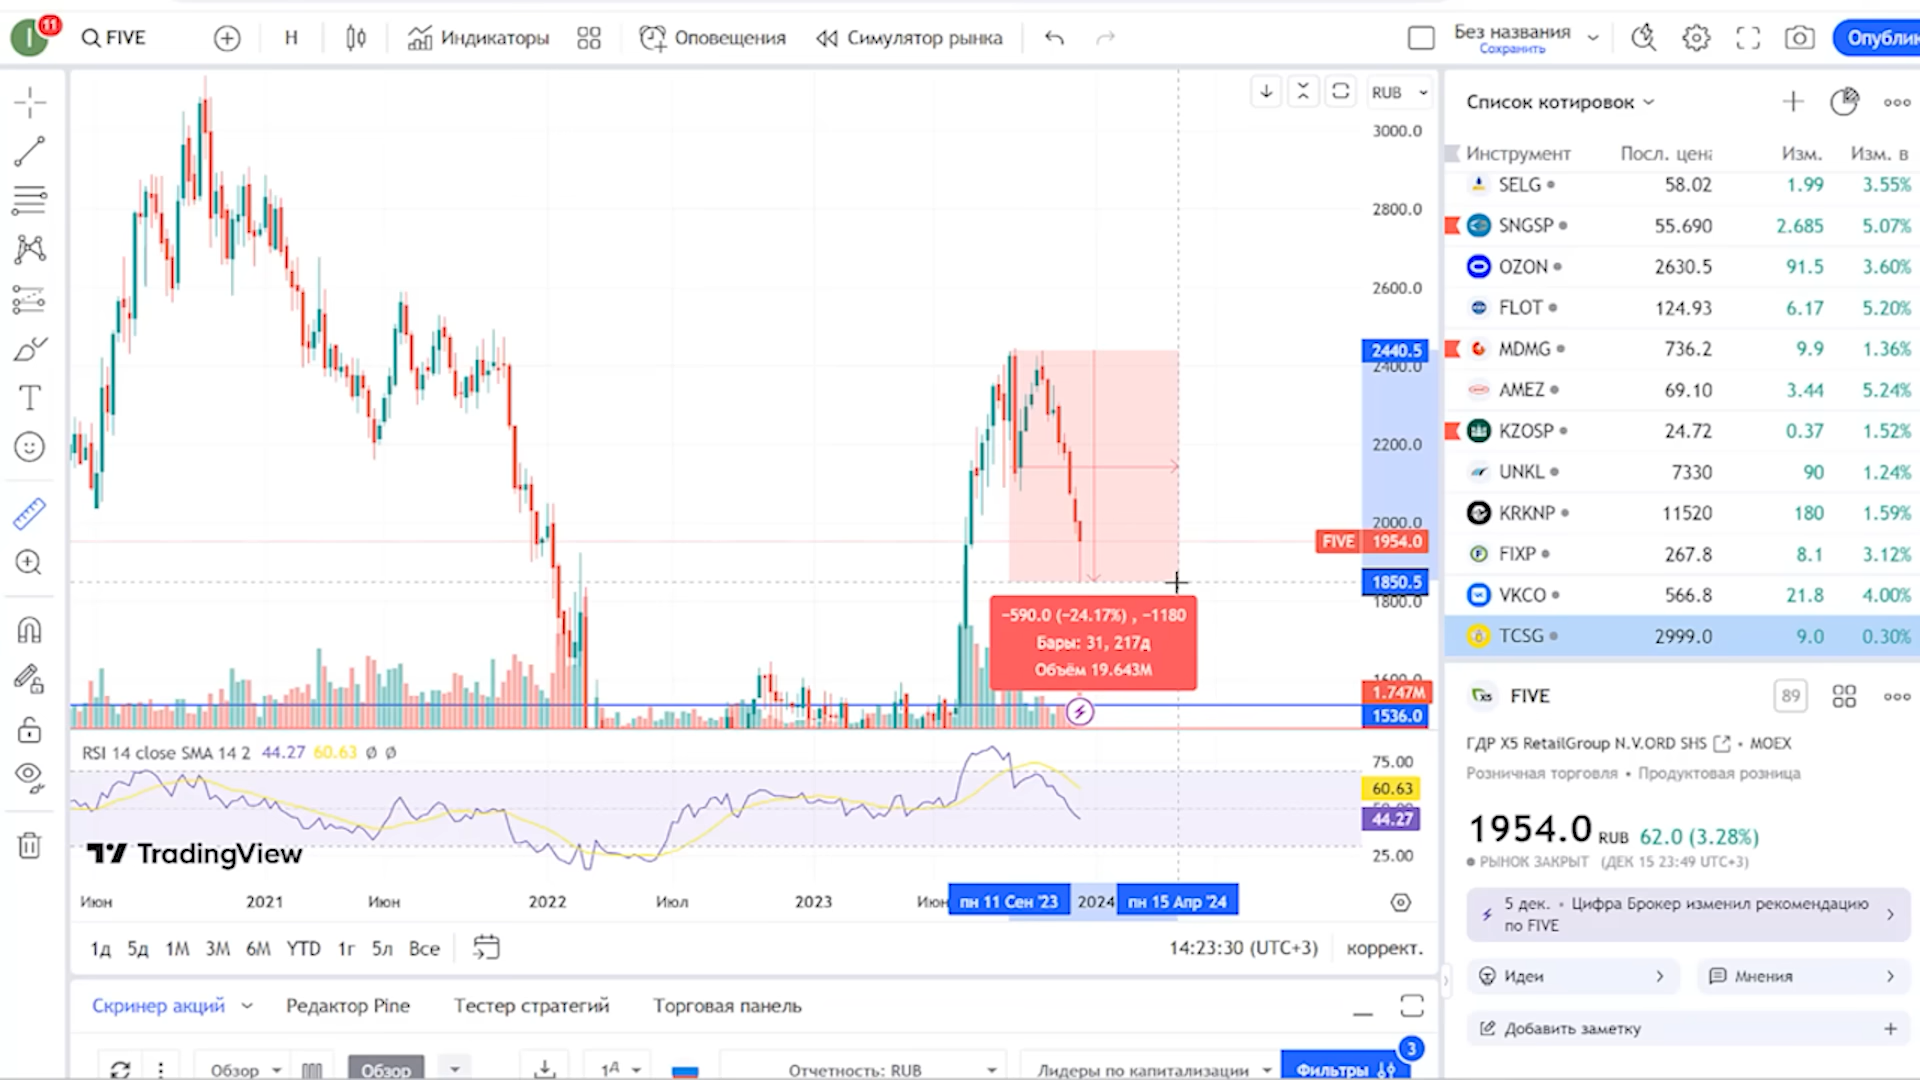 I 11 FIVE Н Индикаторы Оповещения Симулятор рынка Без названия Сохранить Опублик
RUB
3000.0
2800.0
2600.0
2440.5
2400.0
2200.0
2000.0
FIVE 1954.0
1850.5
1800.0
−590.0 (−24.17%) , −1180
Бары: 31, 217д
Объём 19.643M
1.747M
1536.0
RSI 14 close SMA 14 2 44.27 60.63 Ø Ø
75.00
60.63
44.27
25.00
TradingView
Июн 2021 Июн 2022 Июл 2023 Июн пн 11 Сен '23 2024 пн 15 Апр '24
1д 5д 1М 3М 6М YTD 1г 5л Все 14:23:30 (UTC+3) коррект.
Скринер акций Редактор Pine Тестер стратегий Торговая панель
Обзор Обзор 1Д Отчетность: RUB Лидеры по капитализации Фильтры 3
Список котировок
Инструмент Посл. цена Изм. Изм. в
SELG 58.02 1.99 3.55%
SNGSP 55.690 2.685 5.07%
OZON 2630.5 91.5 3.60%
FLOT 124.93 6.17 5.20%
MDMG 736.2 9.9 1.36%
AMEZ 69.10 3.44 5.24%
KZOSP 24.72 0.37 1.52%
UNKL 7330 90 1.24%
KRKNP 11520 180 1.59%
FIXP 267.8 8.1 3.12%
VKCO 566.8 21.8 4.00%
TCSG 2999.0 9.0 0.30%
FIVE 89
ГДР X5 RetailGroup N.V.ORD SHS • MOEX
Розничная торговля • Продуктовая розница
1954.0 RUB 62.0 (3.28%)
РЫНОК ЗАКРЫТ (ДЕК 15 23:49 UTC+3)
5 дек. • Цифра Брокер изменил рекомендацию
по FIVE
Идеи Мнения
Добавить заметку